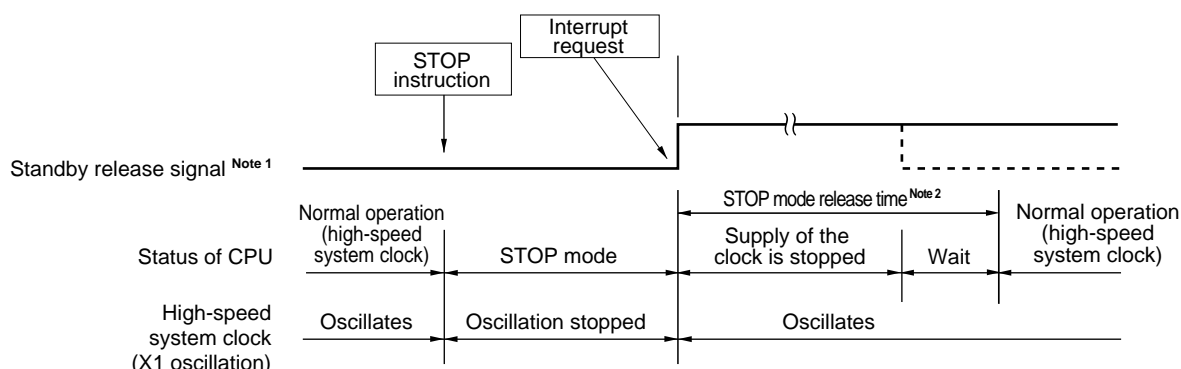 Interrupt
request
STOP
instruction
Standby release signal Note 1
STOP mode release time Note 2
Normal operation
(high-speed
system clock)
Status of CPU
STOP mode
Supply of the
clock is stopped
Wait
Normal operation
(high-speed
system clock)
High-speed
system clock
(X1 oscillation)
Oscillates
Oscillation stopped
Oscillates